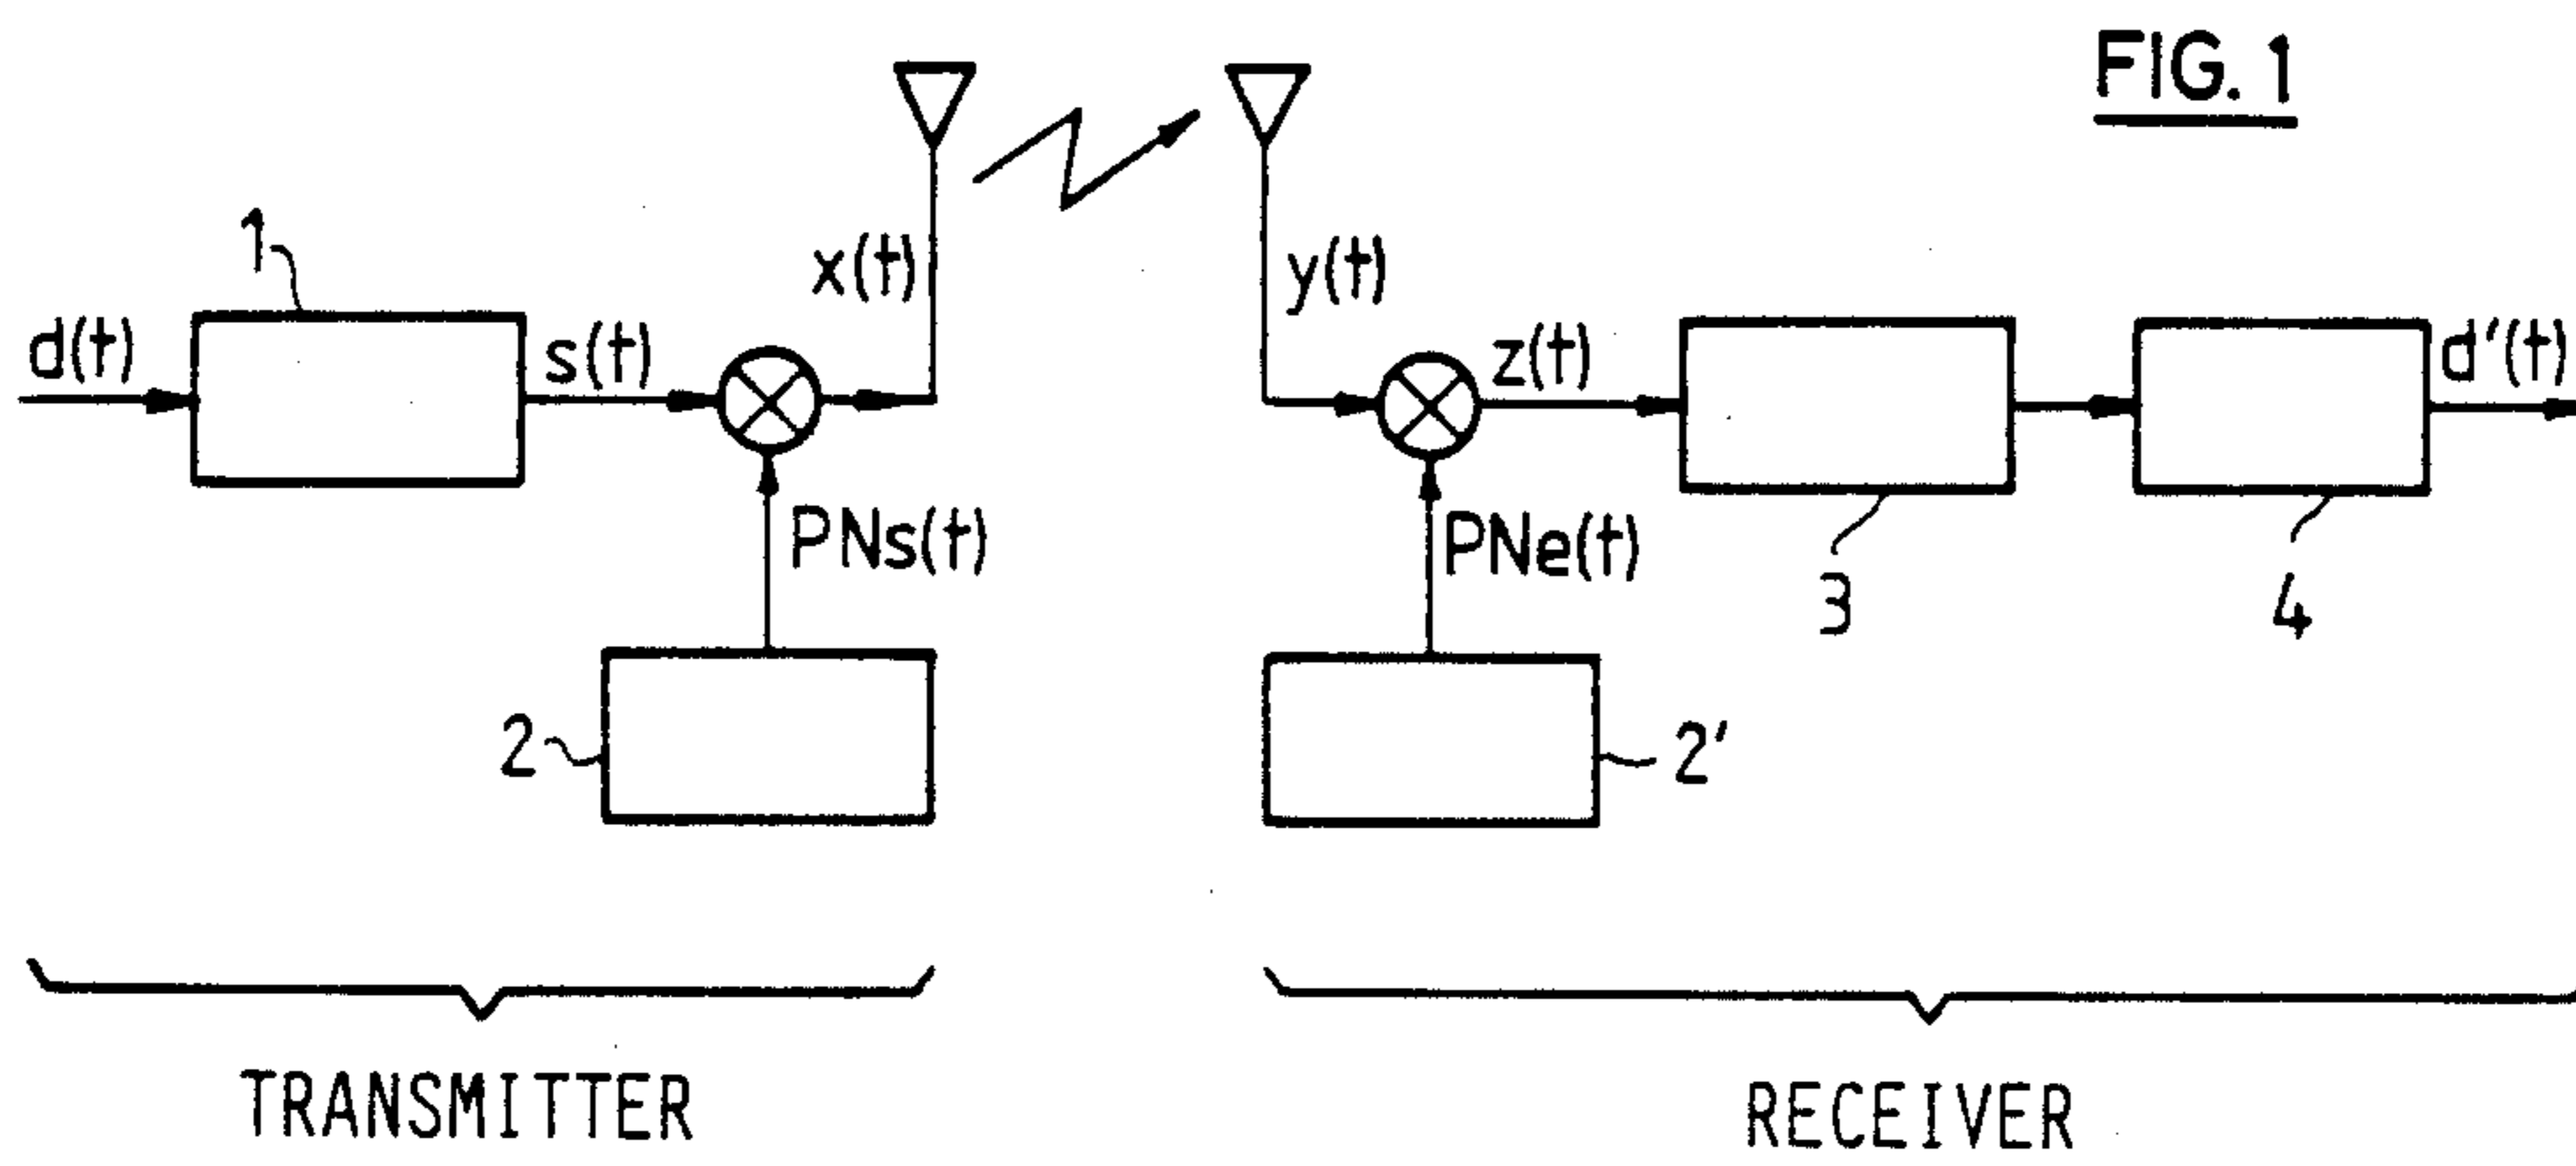 FIG. 1
1
x(t)
y(t)
d(t)
s(t)
z(t)
d'(t)
PNs(t)
PNe(t)
3
4
2
2'
TRANSMITTER
RECEIVER